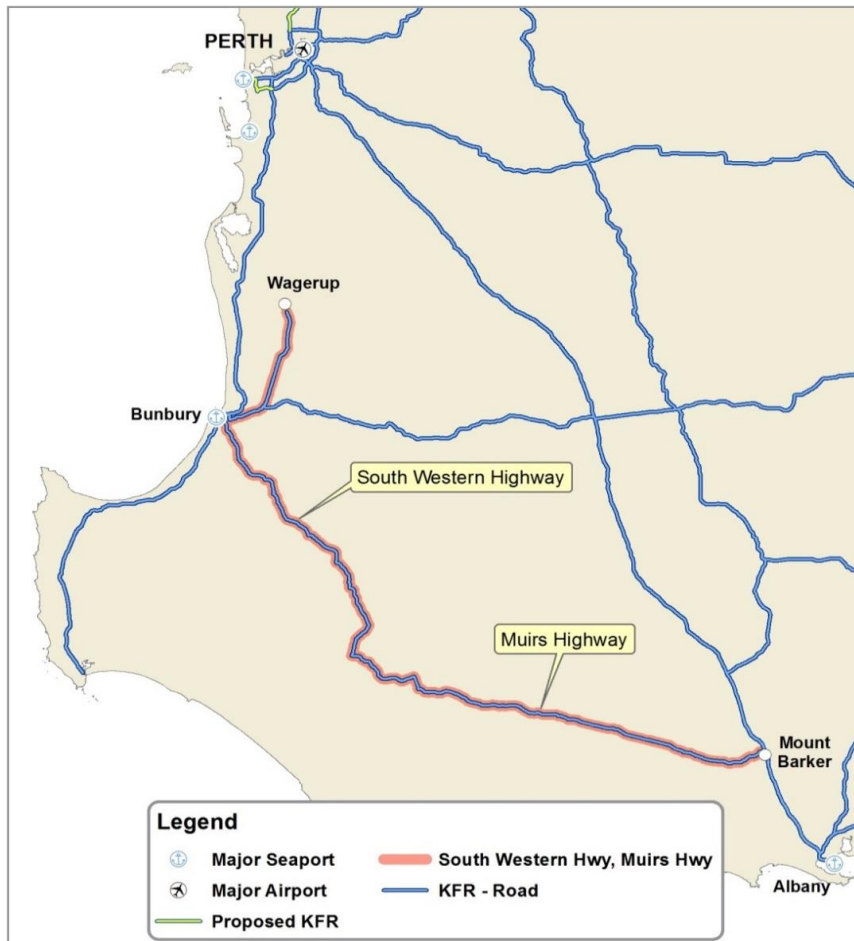 PERTH
Wagerup
Bunbury
South Western Highway
Muirs Highway
Mount
Barker
Albany
Legend
Major Seaport
South Western Hwy, Muirs Hwy
Major Airport
KFR - Road
Proposed KFR